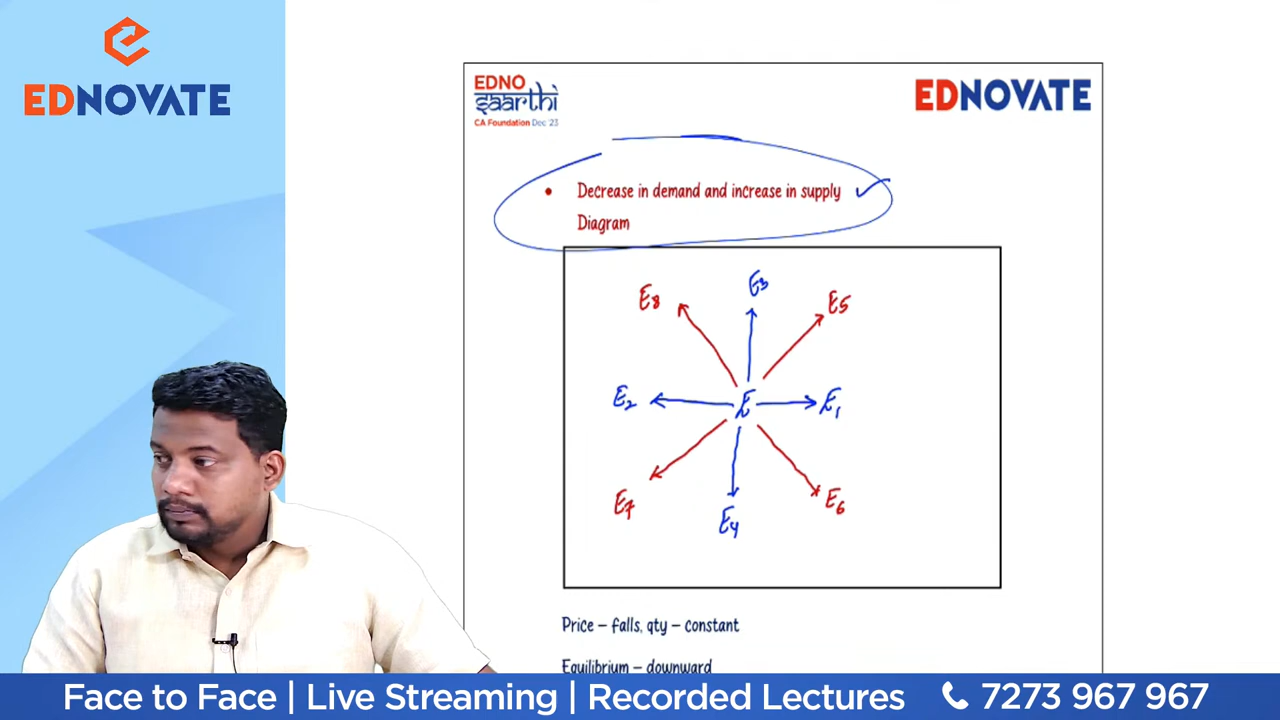 EDNOVATE
EDNO
saarthi
CA Foundation Dec '23
EDNOVATE
• Decrease in demand and increase in supply
Diagram
E8
E3
E5
E2
E
E1
E7
E4
E6
Price – falls, qty – constant
Equilibrium – downward
Face to Face | Live Streaming | Recorded Lectures 7273 967 967